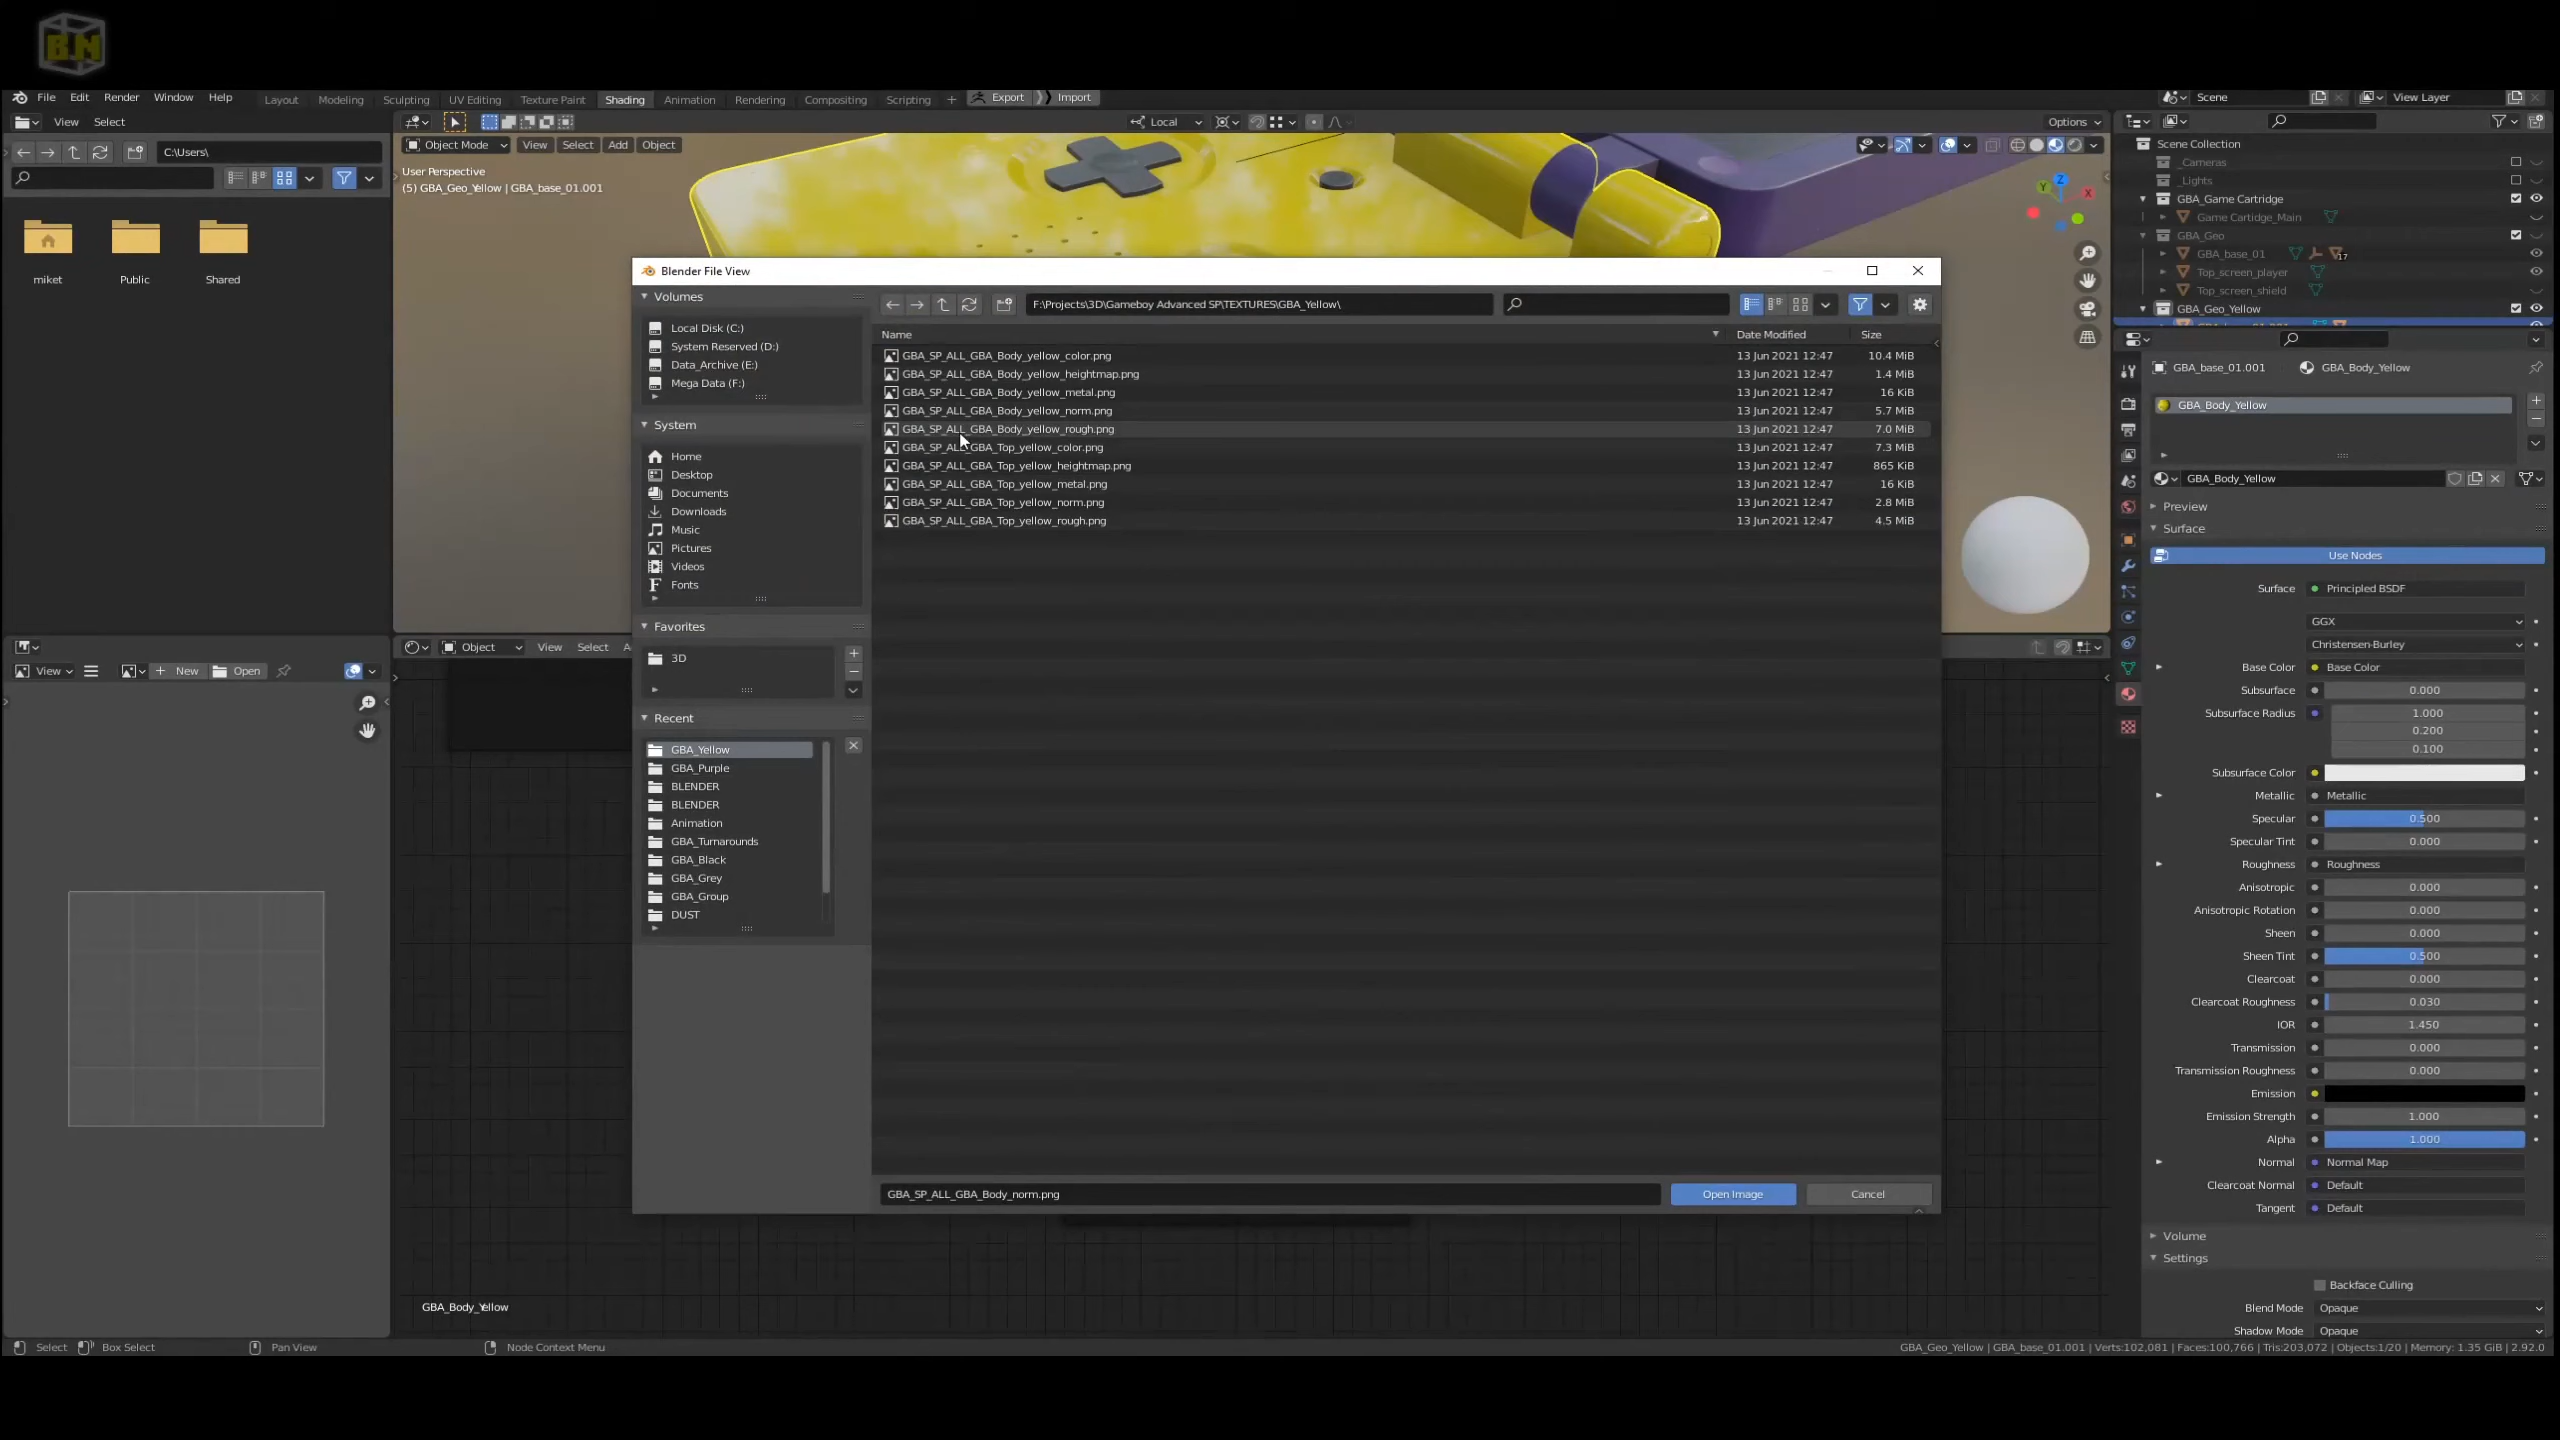 B.N
File Edit Render Window Help Layout Modeling Sculpting UV Editing Texture Paint Shading Animation Rendering Compositing Scripting + Export Import Scene View Layer
View Select Local Options
C:\Users\ Object Mode View Select Add Object Scene Collection
User Perspective
(5) GBA_Geo_Yellow | GBA_base_01.001
_Cameras
_Lights
GBA_Game Cartridge
Game Cartidge_Main
GBA_Geo
GBA_base_01 17
Top_screen_player
Top_screen_shield
GBA_Geo_Yellow
Z
Y
X
miket Public Shared
Blender File View
Volumes
Local Disk (C:)
System Reserved (D:)
Data_Archive (E:)
Mega Data (F:)
System
Home
Desktop
Documents
Downloads
Music
Pictures
Videos
Fonts
Favorites
3D
Recent
GBA_Yellow
GBA_Purple
BLENDER
BLENDER
Animation
GBA_Turnarounds
GBA_Black
GBA_Grey
GBA_Group
DUST
F:\Projects\3D\Gameboy Advanced SP\TEXTURES\GBA_Yellow\
Name Date Modified Size
GBA_SP_ALL_GBA_Body_yellow_color.png 13 Jun 2021 12:47 10.4 MiB
GBA_SP_ALL_GBA_Body_yellow_heightmap.png 13 Jun 2021 12:47 1.4 MiB
GBA_SP_ALL_GBA_Body_yellow_metal.png 13 Jun 2021 12:47 16 KiB
GBA_SP_ALL_GBA_Body_yellow_norm.png 13 Jun 2021 12:47 5.7 MiB
GBA_SP_ALL_GBA_Body_yellow_rough.png 13 Jun 2021 12:47 7.0 MiB
GBA_SP_ALL_GBA_Top_yellow_color.png 13 Jun 2021 12:47 7.3 MiB
GBA_SP_ALL_GBA_Top_yellow_heightmap.png 13 Jun 2021 12:47 865 KiB
GBA_SP_ALL_GBA_Top_yellow_metal.png 13 Jun 2021 12:47 16 KiB
GBA_SP_ALL_GBA_Top_yellow_norm.png 13 Jun 2021 12:47 2.8 MiB
GBA_SP_ALL_GBA_Top_yellow_rough.png 13 Jun 2021 12:47 4.5 MiB
GBA_SP_ALL_GBA_Body_norm.png Open Image Cancel
GBA_base_01.001 GBA_Body_Yellow
GBA_Body_Yellow
GBA_Body_Yellow
Preview
Surface
Use Nodes
Surface Principled BSDF
GGX
Christensen-Burley
Base Color Base Color
Subsurface 0.000
Subsurface Radius 1.000
0.200
0.100
Subsurface Color
Metallic Metallic
Specular 0.500
Specular Tint 0.000
Roughness Roughness
Anisotropic 0.000
Anisotropic Rotation 0.000
Sheen 0.000
Sheen Tint 0.500
Clearcoat 0.000
Clearcoat Roughness 0.030
IOR 1.450
Transmission 0.000
Transmission Roughness 0.000
Emission
Emission Strength 1.000
Alpha 1.000
Normal Normal Map
Clearcoat Normal Default
Tangent Default
Volume
Settings
Backface Culling
Blend Mode Opaque
Shadow Mode Opaque
Object View Select
View + New Open
GBA_Body_Yellow
Select Box Select Pan View Node Context Menu GBA_Geo_Yellow | GBA_base_01.001 | Verts:102,081 | Faces:100,766 | Tris:203,072 | Objects:1/20 | Memory: 1.35 GiB | 2.92.0